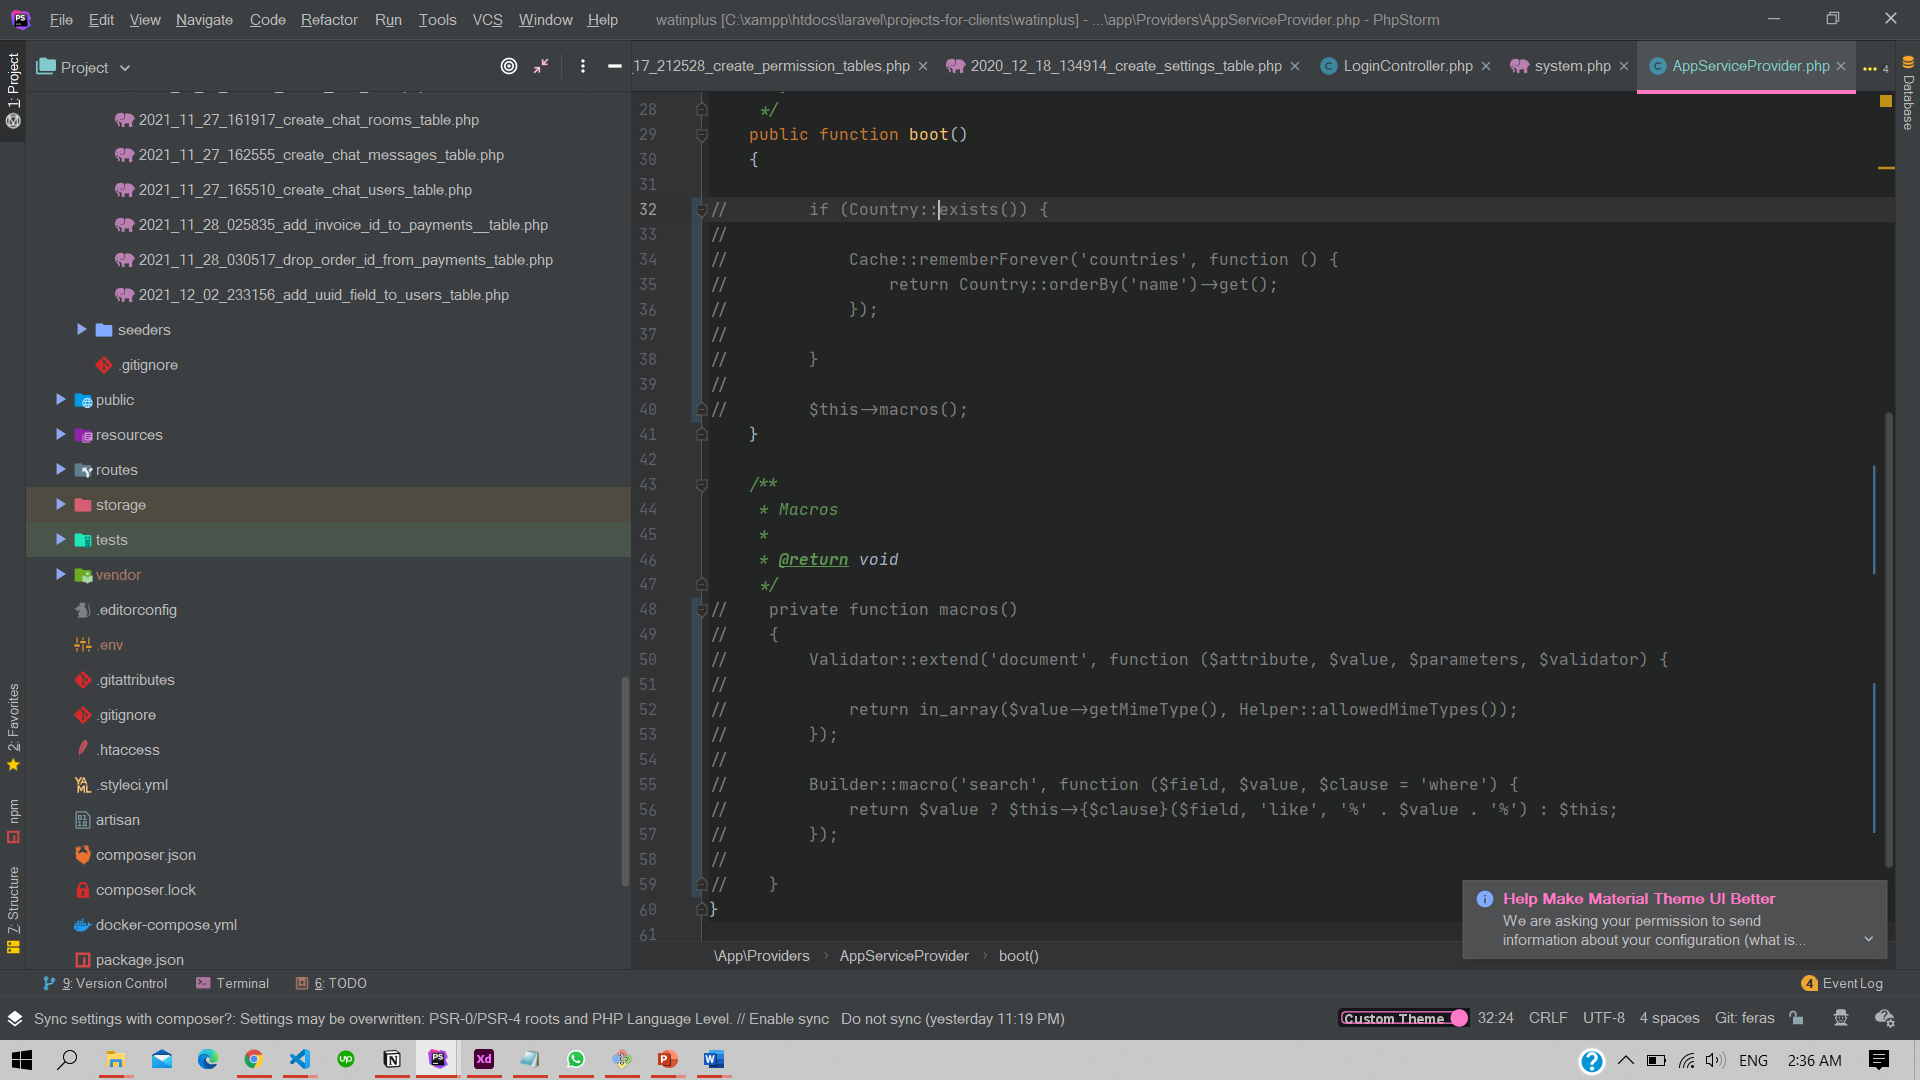 File Edit View Navigate Code Refactor Run Tools VCS Window Help watinplus [C:\xampp\htdocs\laravel\projects-for-clients\watinplus] - ...\app\Providers\AppServiceProvider.php - PhpStorm
Project
17_212528_create_permission_tables.php 2020_12_18_134914_create_settings_table.php LoginController.php system.php AppServiceProvider.php 4
1: Project
2: Favorites
npm
7: Structure
Database
2021_11_27_161917_create_chat_rooms_table.php
2021_11_27_162555_create_chat_messages_table.php
2021_11_27_165510_create_chat_users_table.php
2021_11_28_025835_add_invoice_id_to_payments__table.php
2021_11_28_030517_drop_order_id_from_payments_table.php
2021_12_02_233156_add_uuid_field_to_users_table.php
seeders
.gitignore
public
resources
routes
storage
tests
vendor
.editorconfig
.env
.gitattributes
.gitignore
.htaccess
.styleci.yml
artisan
composer.json
composer.lock
docker-compose.yml
package.json
28 */
29 public function boot()
30 {
31
32 // if (Country::exists()) {
33 //
34 // Cache::rememberForever('countries', function () {
35 // return Country::orderBy('name')->get();
36 // });
37 //
38 // }
39 //
40 // $this->macros();
41 }
42
43 /**
44 * Macros
45 *
46 * @return void
47 */
48 // private function macros()
49 // {
50 // Validator::extend('document', function ($attribute, $value, $parameters, $validator) {
51 //
52 // return in_array($value->getMimeType(), Helper::allowedMimeTypes());
53 // });
54 //
55 // Builder::macro('search', function ($field, $value, $clause = 'where') {
56 // return $value ? $this->{$clause}($field, 'like', '%' . $value . '%') : $this;
57 // });
58 //
59 // }
60 }
61
Help Make Material Theme UI Better
We are asking your permission to send
information about your configuration (what is...
\App\Providers › AppServiceProvider › boot()
9: Version Control Terminal 6: TODO 4 Event Log
Sync settings with composer?: Settings may be overwritten: PSR-0/PSR-4 roots and PHP Language Level. // Enable sync Do not sync (yesterday 11:19 PM) Custom Theme 32:24 CRLF UTF-8 4 spaces Git: feras
ENG 2:36 AM